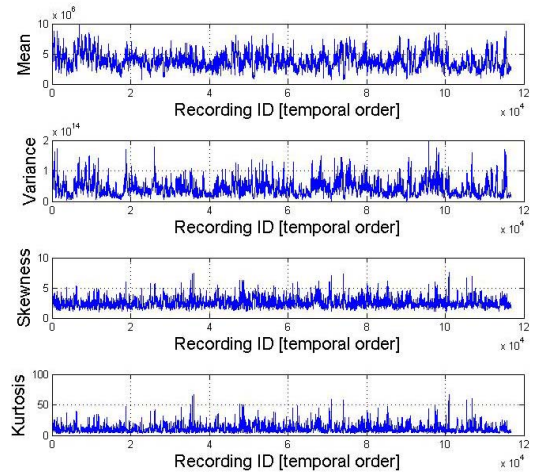 x 10^6
10
5
0
Mean
0 2 4 6 8 10 12
x 10^4
Recording ID [temporal order]
x 10^14
2
1
0
Variance
0 2 4 6 8 10 12
x 10^4
Recording ID [temporal order]
10
5
0
Skewness
0 2 4 6 8 10 12
x 10^4
Recording ID [temporal order]
100
50
0
Kurtosis
0 2 4 6 8 10 12
x 10^4
Recording ID [temporal order]